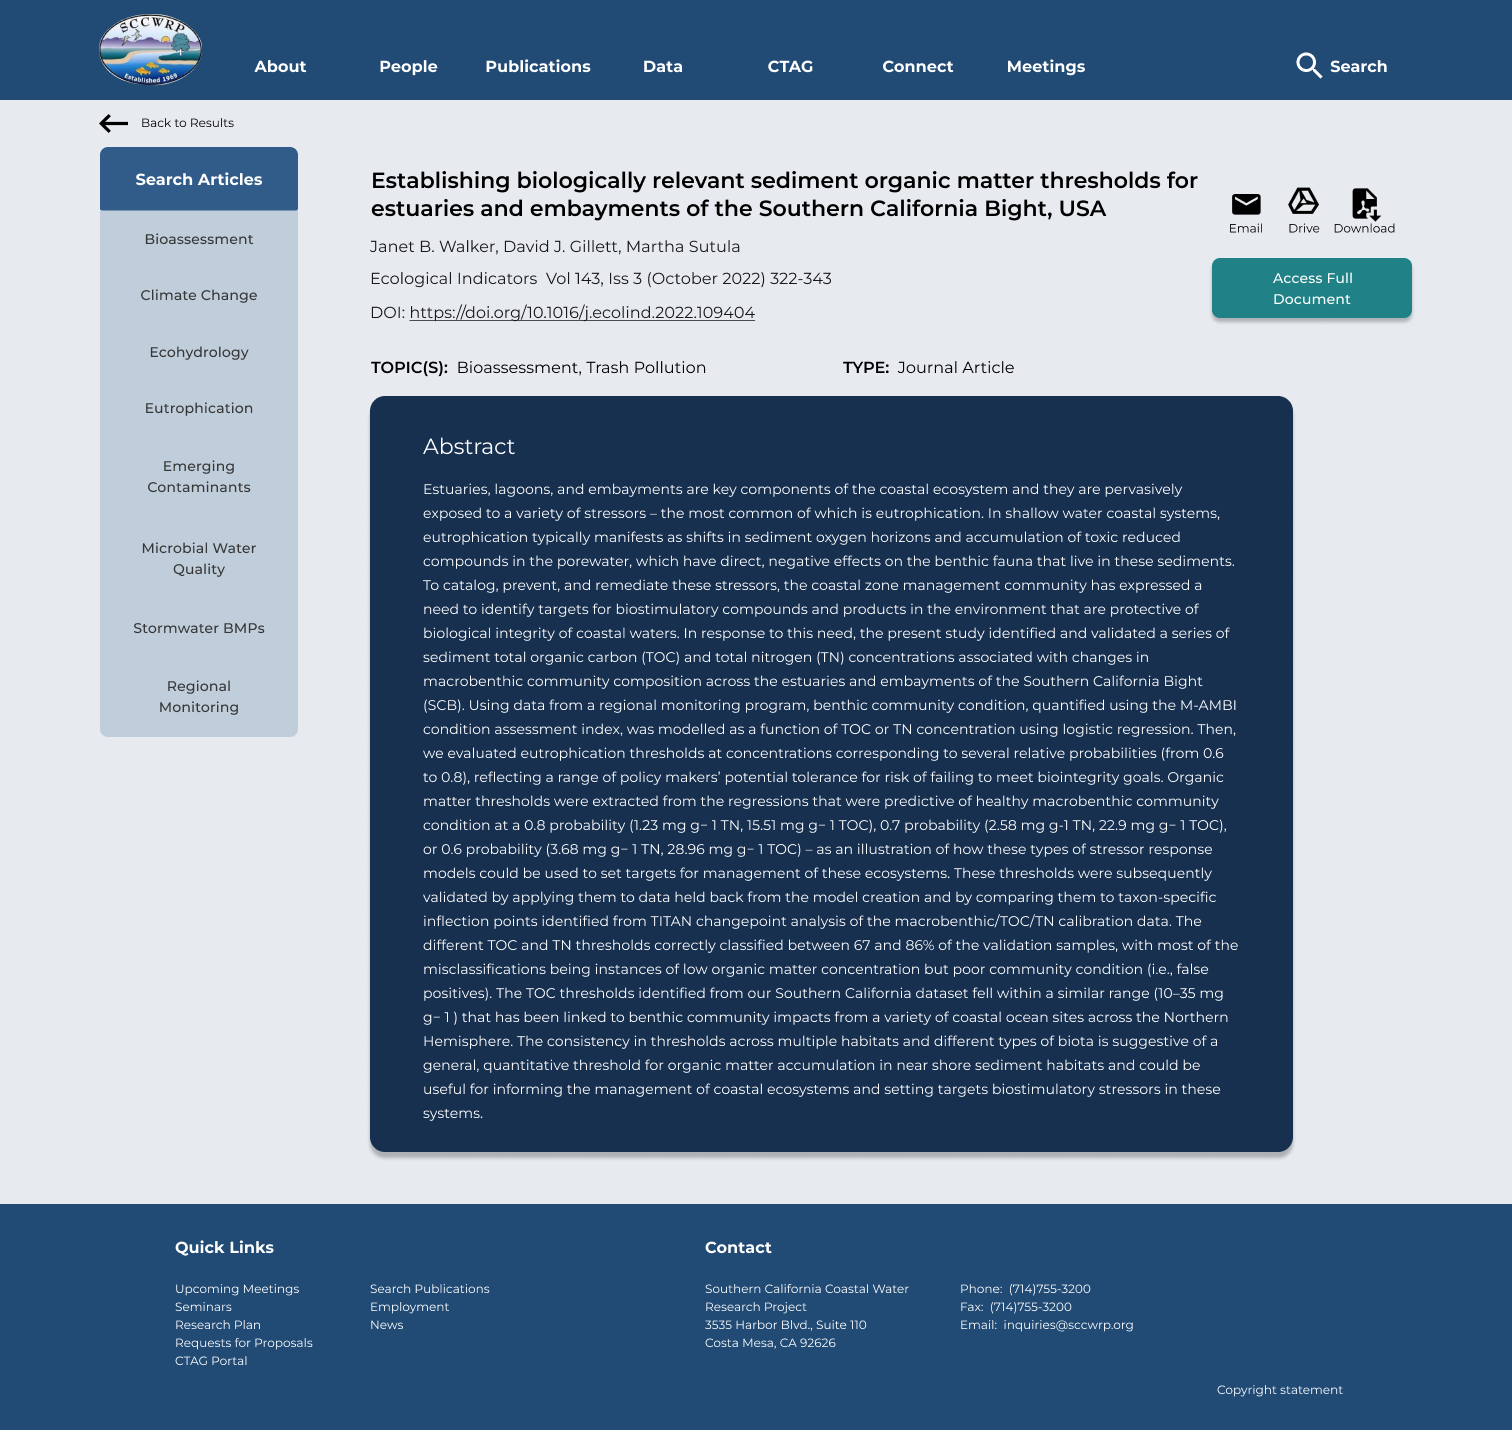 SCCWRP
Established 1969
About
People
Publications
Data
CTAG
Connect
Meetings
Search
Back to Results
Search Articles
Bioassessment
Climate Change
Ecohydrology
Eutrophication
Emerging
Contaminants
Microbial Water
Quality
Stormwater BMPs
Regional
Monitoring
Establishing biologically relevant sediment organic matter thresholds for
estuaries and embayments of the Southern California Bight, USA
Janet B. Walker, David J. Gillett, Martha Sutula
Ecological Indicators  Vol 143, Iss 3 (October 2022) 322-343
DOI: https://doi.org/10.1016/j.ecolind.2022.109404
Email
Drive
Download
Access Full
Document
TOPIC(S):  Bioassessment, Trash Pollution
TYPE:  Journal Article
Abstract
Estuaries, lagoons, and embayments are key components of the coastal ecosystem and they are pervasively
exposed to a variety of stressors – the most common of which is eutrophication. In shallow water coastal systems,
eutrophication typically manifests as shifts in sediment oxygen horizons and accumulation of toxic reduced
compounds in the porewater, which have direct, negative effects on the benthic fauna that live in these sediments.
To catalog, prevent, and remediate these stressors, the coastal zone management community has expressed a
need to identify targets for biostimulatory compounds and products in the environment that are protective of
biological integrity of coastal waters. In response to this need, the present study identified and validated a series of
sediment total organic carbon (TOC) and total nitrogen (TN) concentrations associated with changes in
macrobenthic community composition across the estuaries and embayments of the Southern California Bight
(SCB). Using data from a regional monitoring program, benthic community condition, quantified using the M-AMBI
condition assessment index, was modelled as a function of TOC or TN concentration using logistic regression. Then,
we evaluated eutrophication thresholds at concentrations corresponding to several relative probabilities (from 0.6
to 0.8), reflecting a range of policy makers’ potential tolerance for risk of failing to meet biointegrity goals. Organic
matter thresholds were extracted from the regressions that were predictive of healthy macrobenthic community
condition at a 0.8 probability (1.23 mg g− 1 TN, 15.51 mg g− 1 TOC), 0.7 probability (2.58 mg g-1 TN, 22.9 mg g− 1 TOC),
or 0.6 probability (3.68 mg g− 1 TN, 28.96 mg g− 1 TOC) – as an illustration of how these types of stressor response
models could be used to set targets for management of these ecosystems. These thresholds were subsequently
validated by applying them to data held back from the model creation and by comparing them to taxon-specific
inflection points identified from TITAN changepoint analysis of the macrobenthic/TOC/TN calibration data. The
different TOC and TN thresholds correctly classified between 67 and 86% of the validation samples, with most of the
misclassifications being instances of low organic matter concentration but poor community condition (i.e., false
positives). The TOC thresholds identified from our Southern California dataset fell within a similar range (10–35 mg
g− 1 ) that has been linked to benthic community impacts from a variety of coastal ocean sites across the Northern
Hemisphere. The consistency in thresholds across multiple habitats and different types of biota is suggestive of a
general, quantitative threshold for organic matter accumulation in near shore sediment habitats and could be
useful for informing the management of coastal ecosystems and setting targets biostimulatory stressors in these
systems.
Quick Links
Upcoming Meetings
Seminars
Research Plan
Requests for Proposals
CTAG Portal
Search Publications
Employment
News
Contact
Southern California Coastal Water
Research Project
3535 Harbor Blvd., Suite 110
Costa Mesa, CA 92626
Phone:  (714)755-3200
Fax:  (714)755-3200
Email:  inquiries@sccwrp.org
Copyright statement